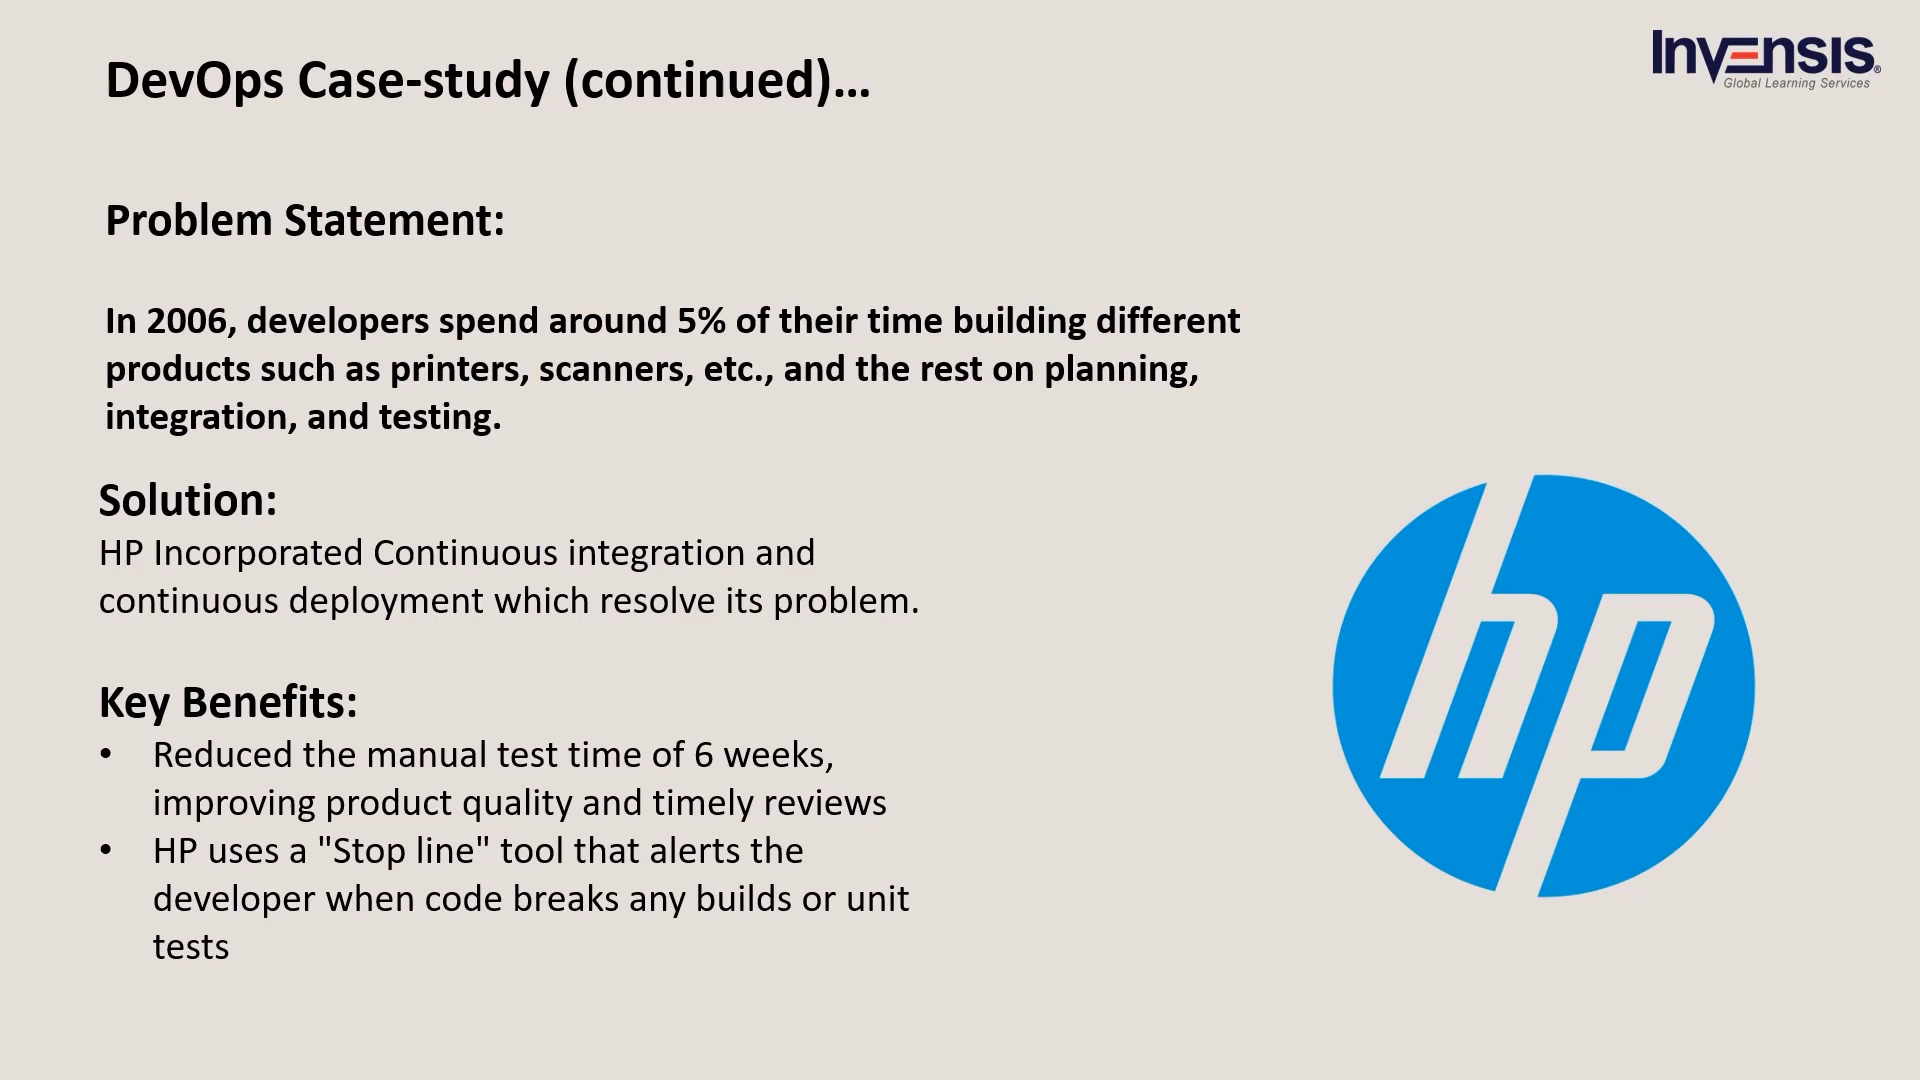 DevOps Case-study (continued)...
Invensis®
Global Learning Services
Problem Statement:
In 2006, developers spend around 5% of their time building different
products such as printers, scanners, etc., and the rest on planning,
integration, and testing.
Solution:
HP Incorporated Continuous integration and
continuous deployment which resolve its problem.
Key Benefits:
• Reduced the manual test time of 6 weeks,
improving product quality and timely reviews
• HP uses a "Stop line" tool that alerts the
developer when code breaks any builds or unit
tests
hp